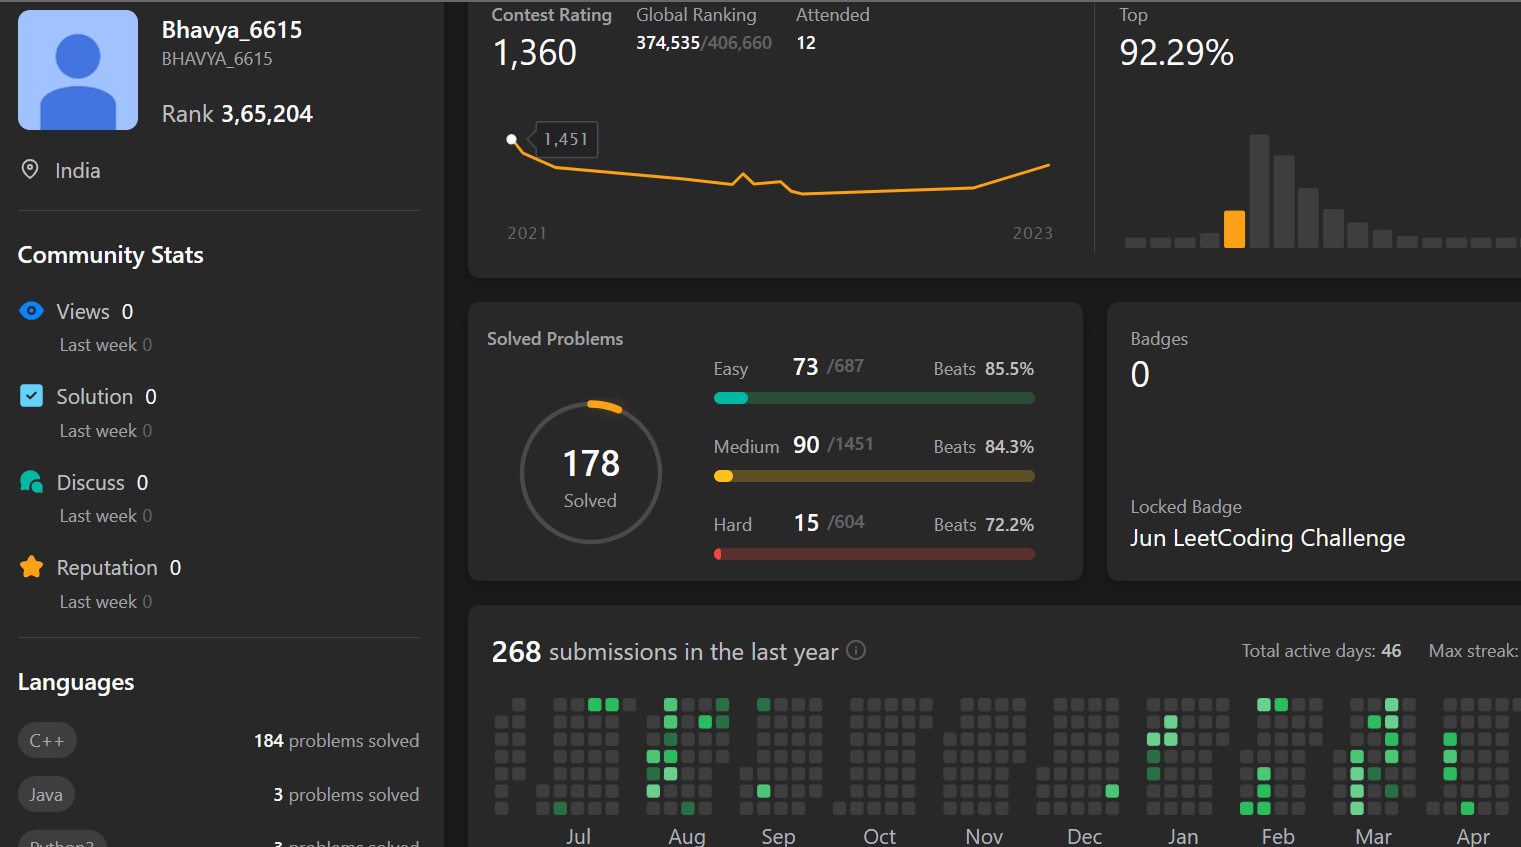 Bhavya_6615
BHAVYA_6615
Rank 3,65,204
India
Community Stats
Views 0
Last week 0
Solution 0
Last week 0
Discuss 0
Last week 0
Reputation 0
Last week 0
Languages
C++ 184 problems solved
Java 3 problems solved
Python3 3 problems solved
Contest Rating Global Ranking Attended
1,360 374,535/406,660 12
1,451
2021 2023
Top
92.29%
Solved Problems
178
Solved
Easy 73 /687 Beats 85.5%
Medium 90 /1451 Beats 84.3%
Hard 15 /604 Beats 72.2%
Badges
0
Locked Badge
Jun LeetCoding Challenge
268 submissions in the last year Total active days: 46 Max streak:
Jul Aug Sep Oct Nov Dec Jan Feb Mar Apr